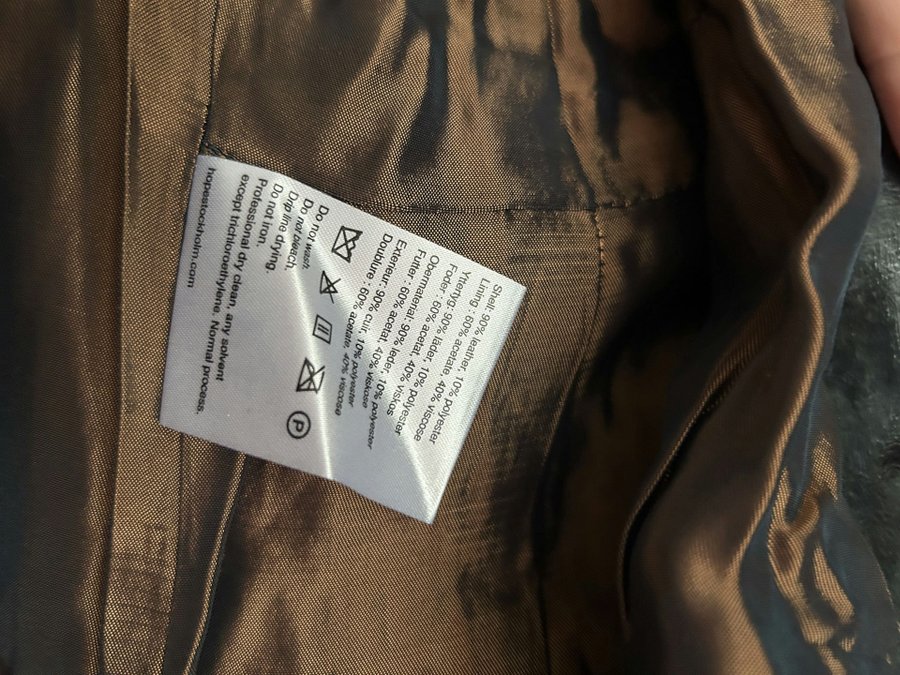 Shell: 90% leather, 10% polyester
Lining : 60% acetate, 40% viscose
Yttertyg: 90% läder, 10% polyester
Foder : 60% acetat, 40% viskos
Obermaterial: 90% leder, 10% polyester
Futter : 60% acetat, 40% viskose
Exterieur: 90% cuir, 10% polyester
Doublure : 60% acetate, 40% viscose
P
Do not wash.
Do not bleach.
Drip line drying.
Do not iron.
Professional dry clean, any solvent
except trichloroethylene. Normal process.
hopestockholm.com